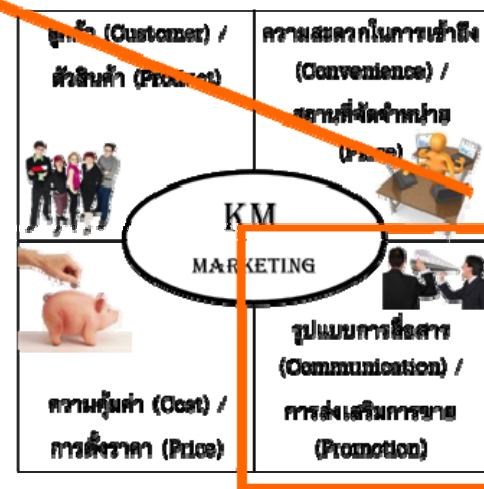 ลูกค้า (Customer) /
ตัวสินค้า (Product)
ความสะดวกในการเข้าถึง
(Convenience) /
สถานที่จัดจำหน่าย
(Place)
KM
MARKETING
ความคุ้มค่า (Cost) /
การตั้งราคา (Price)
รูปแบบการสื่อสาร
(Communication) /
การส่งเสริมการขาย
(Promotion)